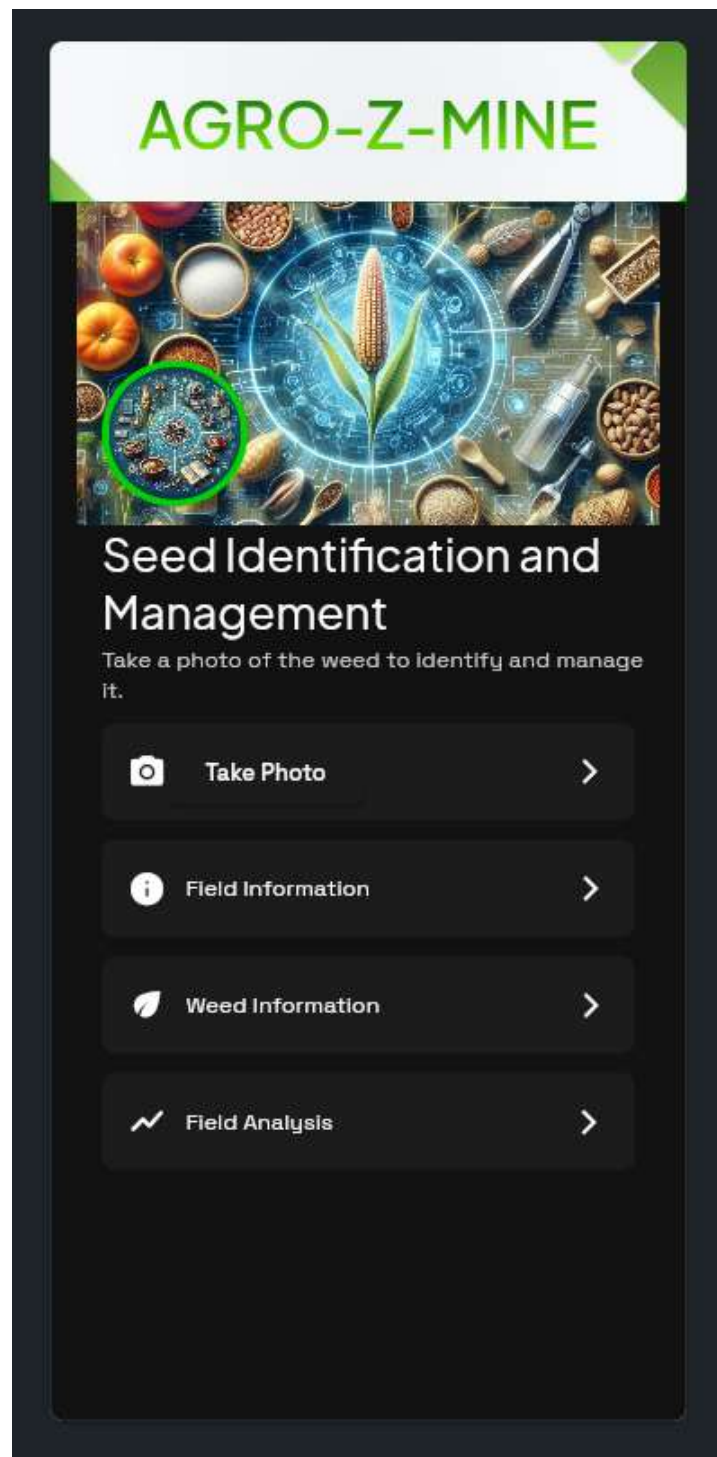 AGRO-Z-MINE
Seed Identification and
Management
Take a photo of the weed to identify and manage
it.
Take Photo
Field Information
Weed Information
Field Analysis